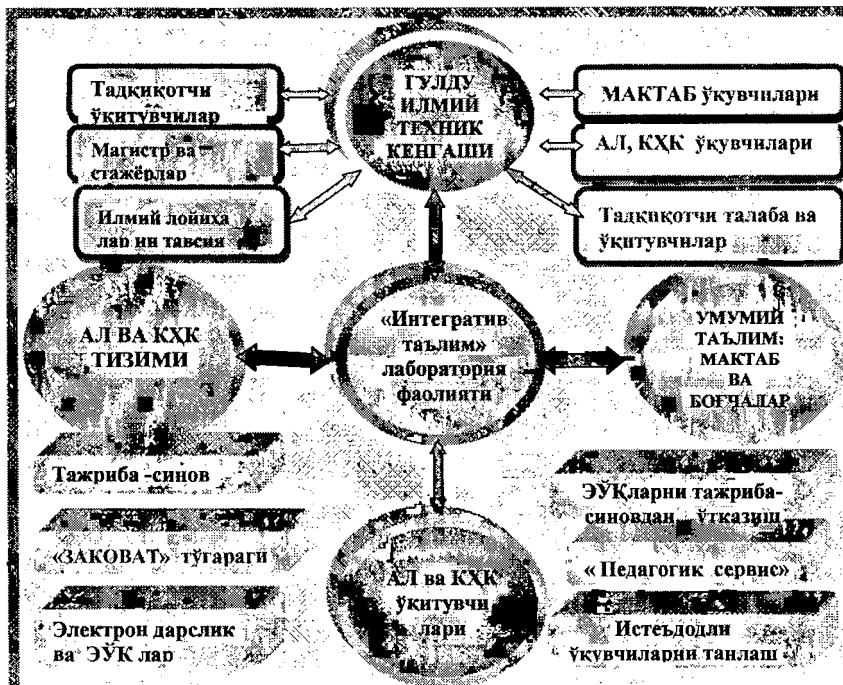 ГУЛДУ
ИЛМИЙ
ТЕХНИК
КЕНГАШИ
Тадқиқотчи
ўқитувчилар
Магистр ва
стажёрлар
Илмий лойиҳа
лар ни тавсия
МАКТАБ ўқувчилари
АЛ, КҲК ўқувчилари
Тадқиқотчи талаба ва
ўқитувчилар
АЛ ВА КҲК
ТИЗИМИ
«Интегратив
таълим»
лаборатория
фаолияти
УМУМИЙ
ТАЪЛИМ:
МАКТАБ
ВА
БОҒЧАЛАР
Тажриба -синов
«ЗАКОВАТ» тўгараги
Электрон дарслик
ва ЭЎК лар
АЛ ва КҲК
ўқитувчи
лари
ЭЎҚларни тажриба-
синовдан ўтказиш
« Педагогик сервис»
Истеъдодли
ўқувчиларни танлаш